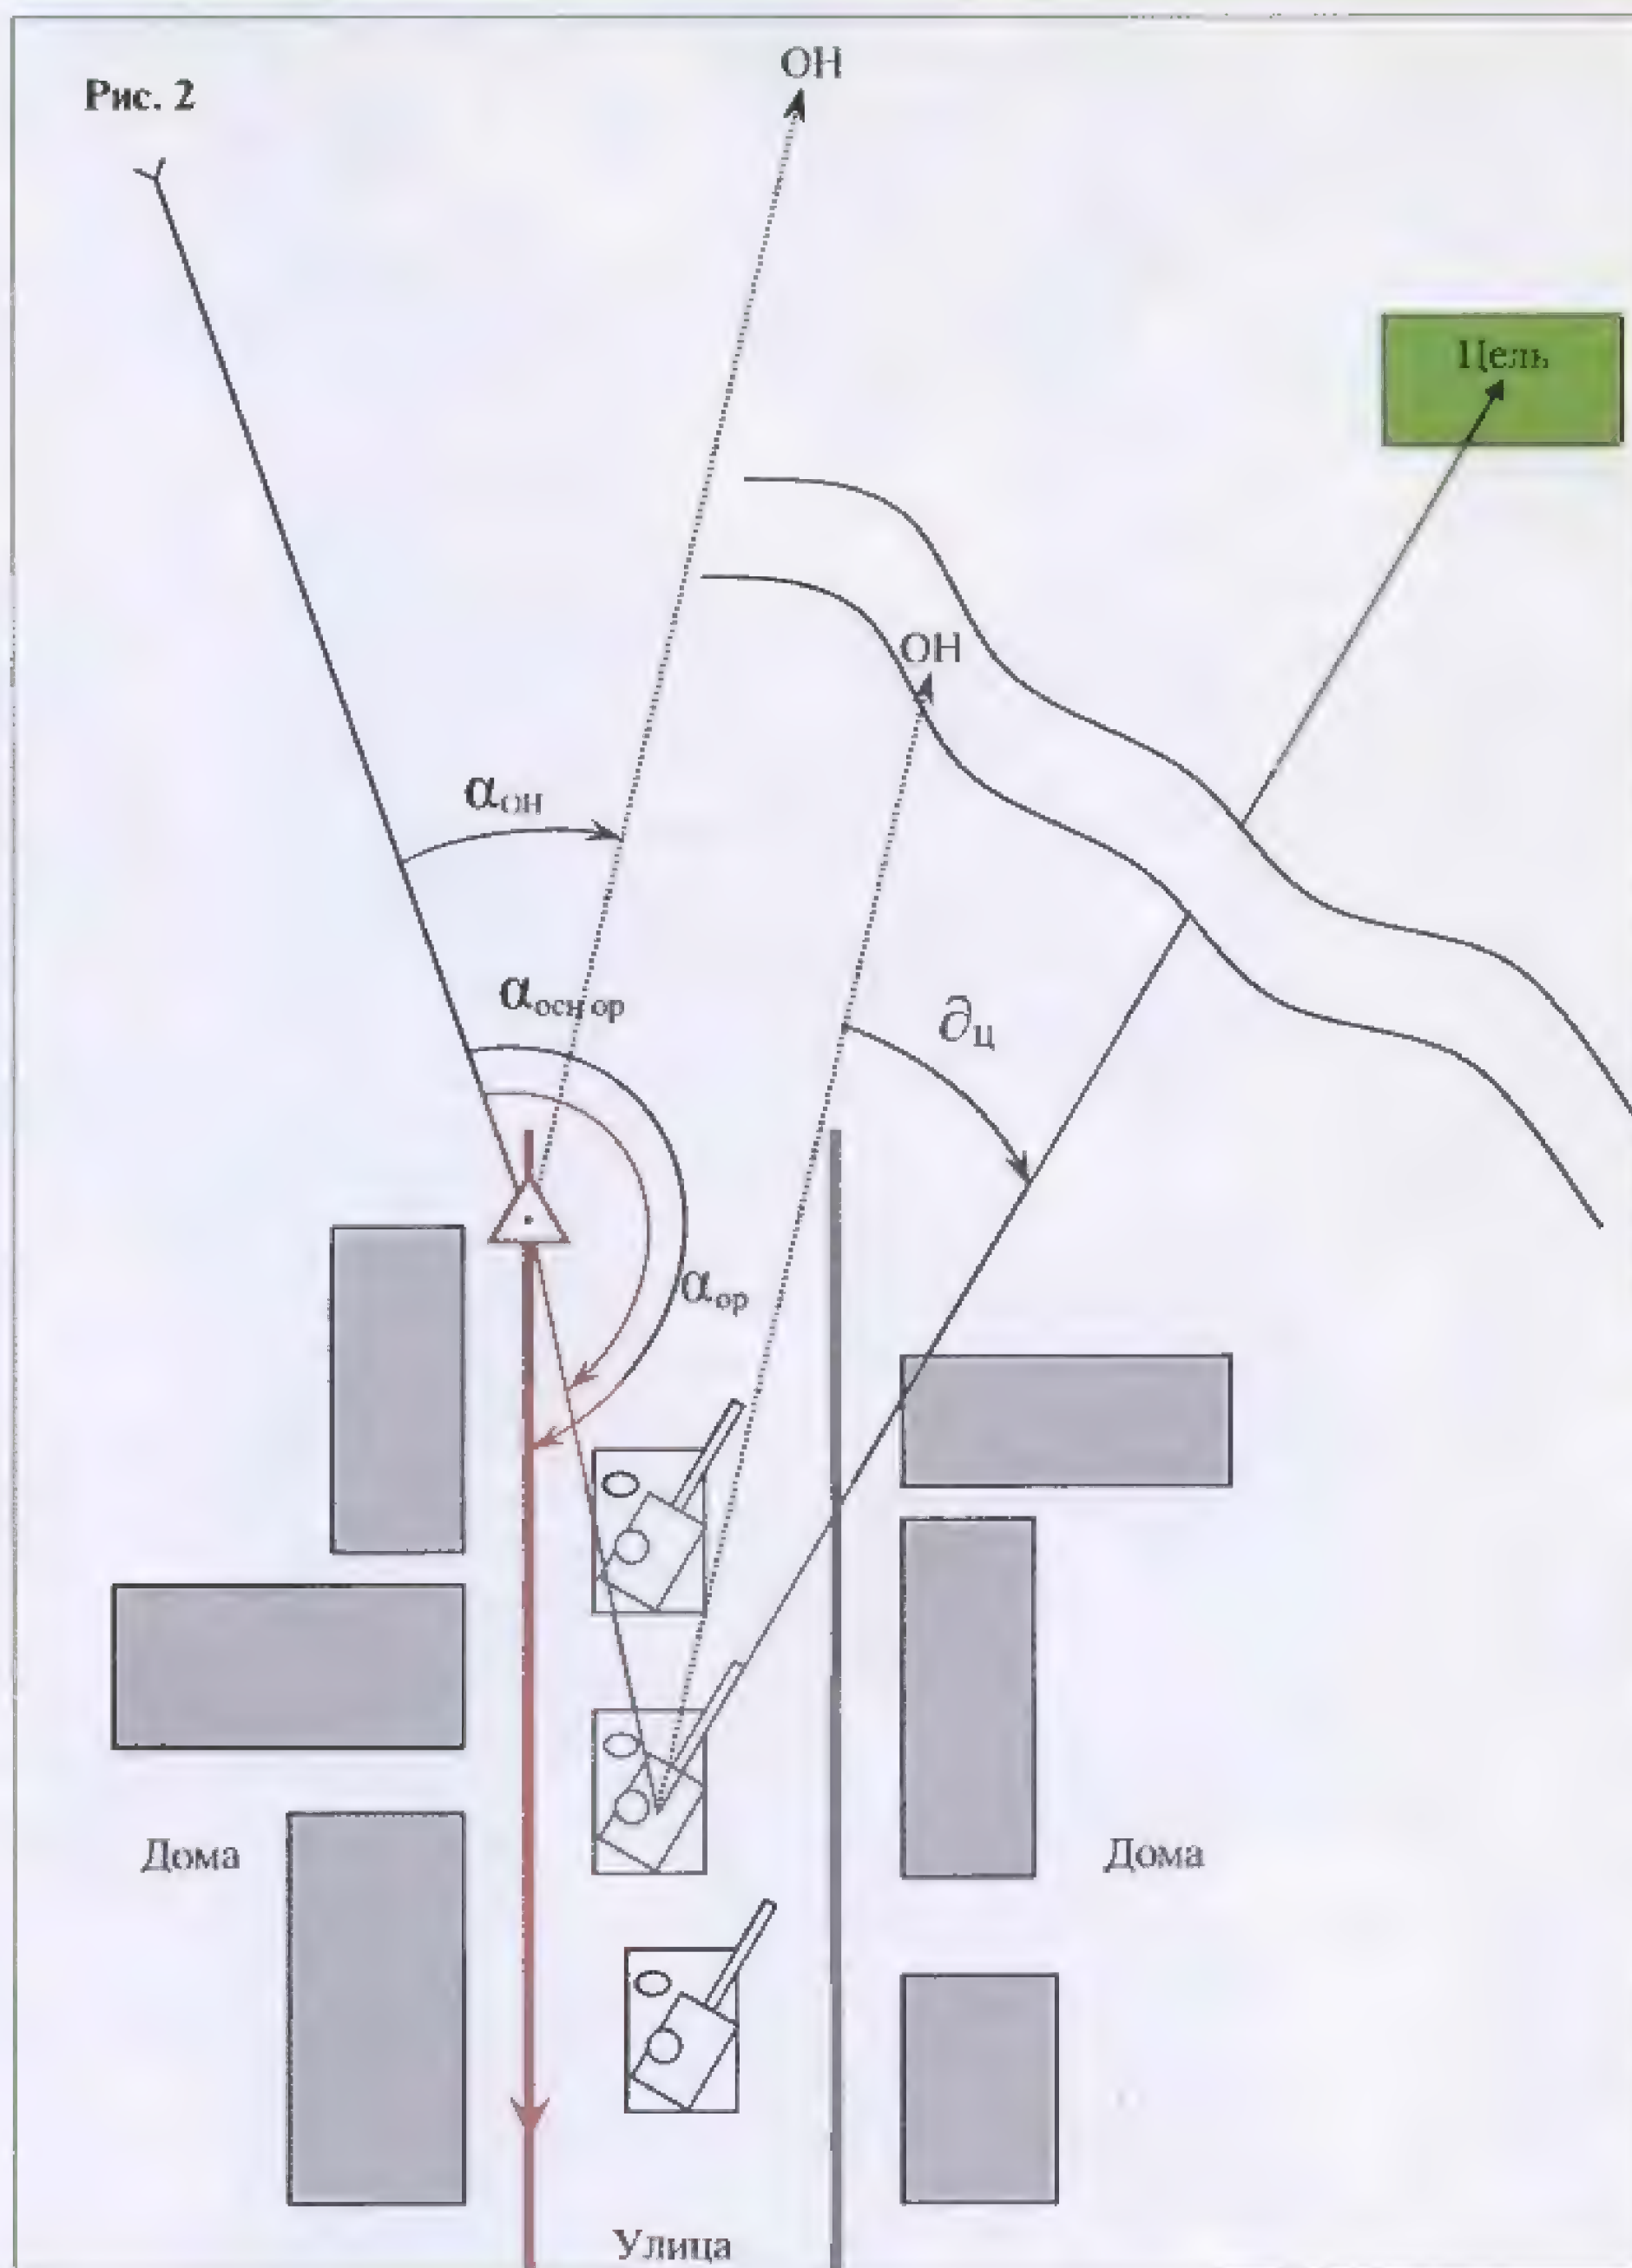 ОН
Рис. 2
Цель
ОН
αОН
αосн ор
∂ц
αор
Дома
Дома
Улица